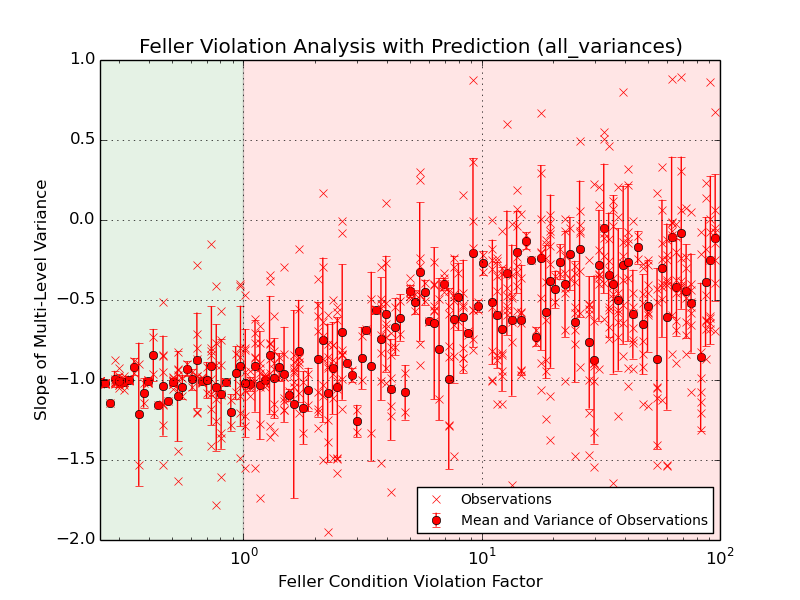 Feller Violation Analysis with Prediction (all_variances)
1.0
0.5
0.0
−0.5
−1.0
−1.5
−2.0
Slope of Multi-Level Variance
Observations
Mean and Variance of Observations
10^0
10^1
10^2
Feller Condition Violation Factor